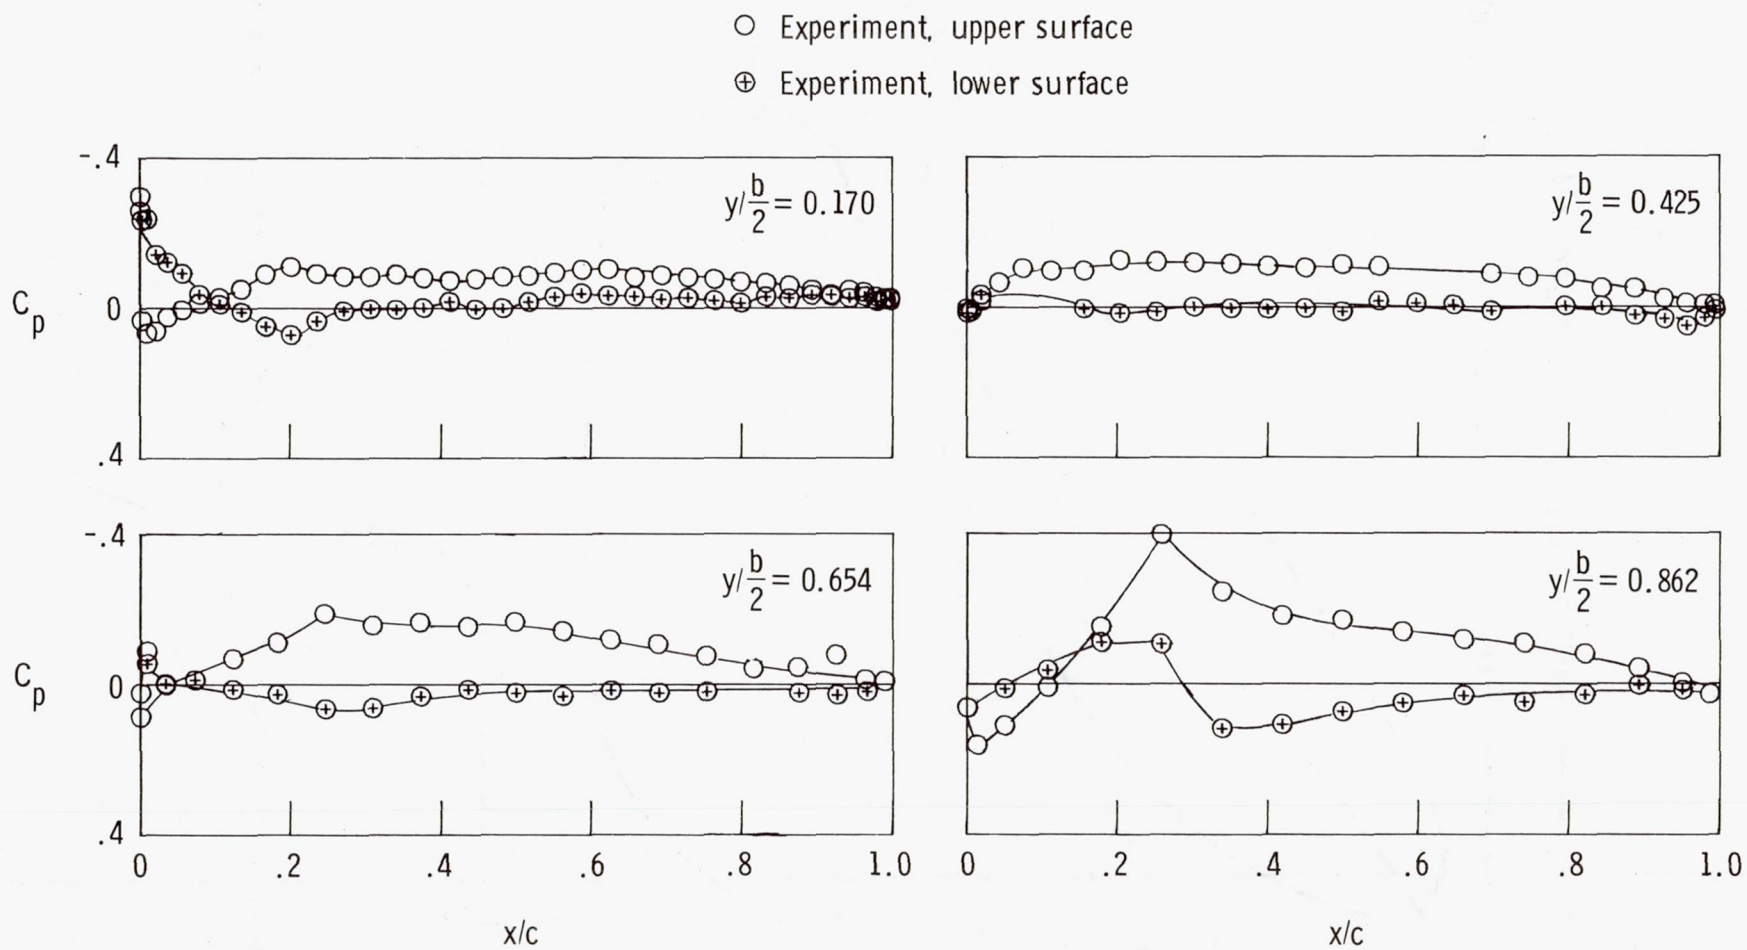 Experiment, upper surface
Experiment, lower surface
-.4
y/b/2 = 0.170
y/b/2 = 0.425
Cp
0
.4
-.4
y/b/2 = 0.654
y/b/2 = 0.862
Cp
0
.4
0 .2 .4 .6 .8 1.0
0 .2 .4 .6 .8 1.0
x/c
x/c